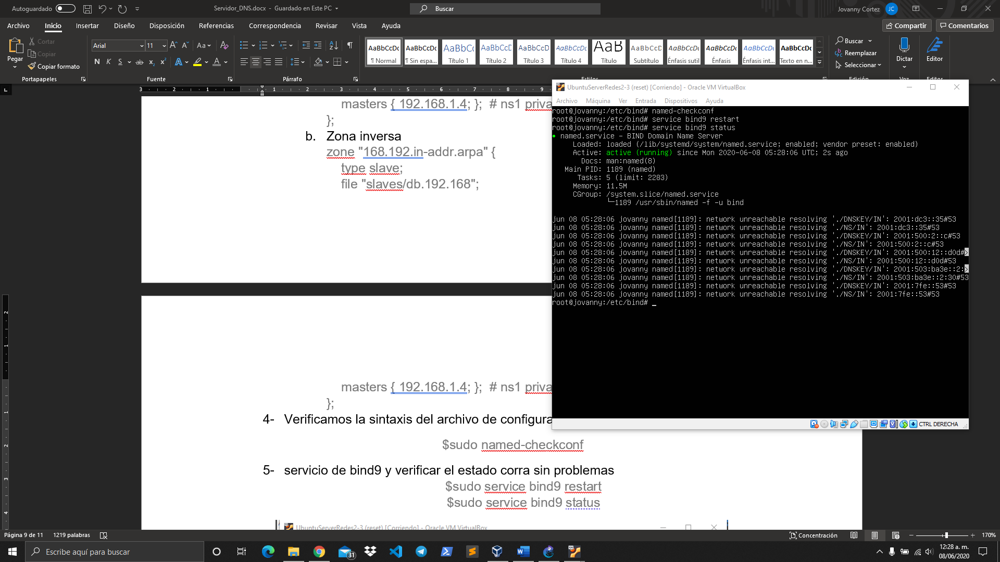 Autoguardado
Servidor_DNS.docx - Guardado en Este PC
Buscar
Jovanny Cortez
JC
Archivo Inicio Insertar Diseño Disposición Referencias Correspondencia Revisar Vista Ayuda
Compartir Comentarios
Pegar
Cortar
Copiar
Copiar formato
Portapapeles
Arial 11
Fuente
Párrafo
AaBbCcDc AaBbCcDc AaBbC( AaBbCcD AaBbCcD AaBbCcD AaB AaBbCcD AaBbCcDc AaBbCcDc AaBbCcDc AaBbCcDc
¶ Normal ¶ Sin espa... Título 1 Título 2 Título 3 Título 4 Título Subtítulo Énfasis sutil Énfasis Énfasis int... Texto en n...
Estilos
Buscar
Reemplazar
Seleccionar
Edición
Dictar
Voz
Editor
Editor
masters { 192.168.1.4; }; # ns1 priva
};
b. Zona inversa
zone "168.192.in-addr.arpa" {
type slave;
file "slaves/db.192.168";
masters { 192.168.1.4; }; # ns1 priva
};
4- Verificamos la sintaxis del archivo de configura
$sudo named-checkconf
5- servicio de bind9 y verificar el estado corra sin problemas
$sudo service bind9 restart
$sudo service bind9 status
UbuntuServerRedes2-3 (reset) [Corriendo] - Oracle VM VirtualBox
UbuntuServerRedes2-3 (reset) [Corriendo] - Oracle VM VirtualBox
Archivo Máquina Ver Entrada Dispositivos Ayuda
root@jovanny:/etc/bind# named-checkconf
root@jovanny:/etc/bind# service bind9 restart
root@jovanny:/etc/bind# service bind9 status
● named.service – BIND Domain Name Server
Loaded: loaded (/lib/systemd/system/named.service; enabled; vendor preset: enabled)
Active: active (running) since Mon 2020-06-08 05:28:06 UTC; 2s ago
Docs: man:named(8)
Main PID: 1189 (named)
Tasks: 5 (limit: 2283)
Memory: 11.5M
CGroup: /system.slice/named.service
└─1189 /usr/sbin/named -f -u bind
jun 08 05:28:06 jovanny named[1189]: network unreachable resolving './DNSKEY/IN': 2001:dc3::35#53
jun 08 05:28:06 jovanny named[1189]: network unreachable resolving './NS/IN': 2001:dc3::35#53
jun 08 05:28:06 jovanny named[1189]: network unreachable resolving './DNSKEY/IN': 2001:500:2::c#53
jun 08 05:28:06 jovanny named[1189]: network unreachable resolving './NS/IN': 2001:500:2::c#53
jun 08 05:28:06 jovanny named[1189]: network unreachable resolving './DNSKEY/IN': 2001:500:12::d0d#>
jun 08 05:28:06 jovanny named[1189]: network unreachable resolving './NS/IN': 2001:500:12::d0d#53
jun 08 05:28:06 jovanny named[1189]: network unreachable resolving './DNSKEY/IN': 2001:503:ba3e::2:>
jun 08 05:28:06 jovanny named[1189]: network unreachable resolving './NS/IN': 2001:503:ba3e::2:30#53
jun 08 05:28:06 jovanny named[1189]: network unreachable resolving './DNSKEY/IN': 2001:7fe::53#53
jun 08 05:28:06 jovanny named[1189]: network unreachable resolving './NS/IN': 2001:7fe::53#53
root@jovanny:/etc/bind# _
CTRL DERECHA
Página 9 de 11 1219 palabras
Concentración
170%
Escribe aquí para buscar
31
12:28 a. m.
08/06/2020